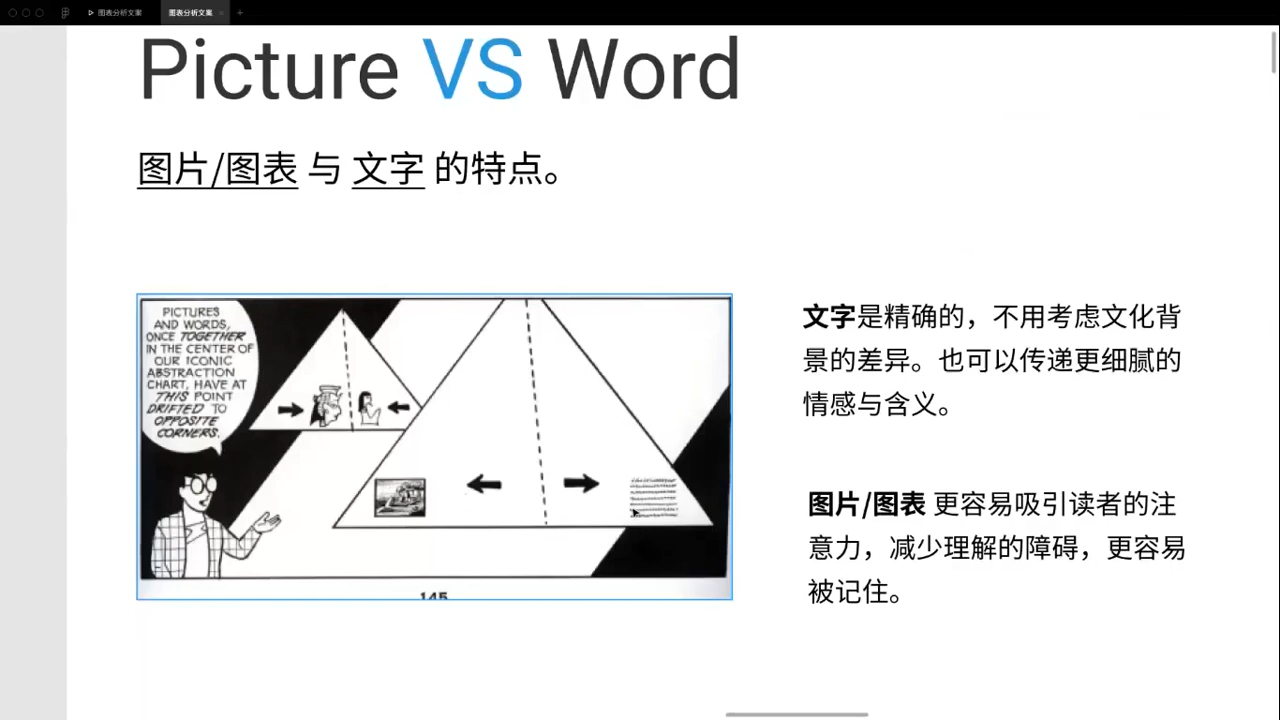 图表分析文案
图表分析文案
Picture VS Word
图片/图表 与 文字 的特点。
PICTURES
AND WORDS,
ONCE TOGETHER
IN THE CENTER OF
OUR ICONIC
ABSTRACTION
CHART, HAVE AT
THIS POINT
DRIFTED TO
OPPOSITE
CORNERS.
145
文字是精确的，不用考虑文化背
景的差异。也可以传递更细腻的
情感与含义。
图片/图表 更容易吸引读者的注
意力，减少理解的障碍，更容易
被记住。